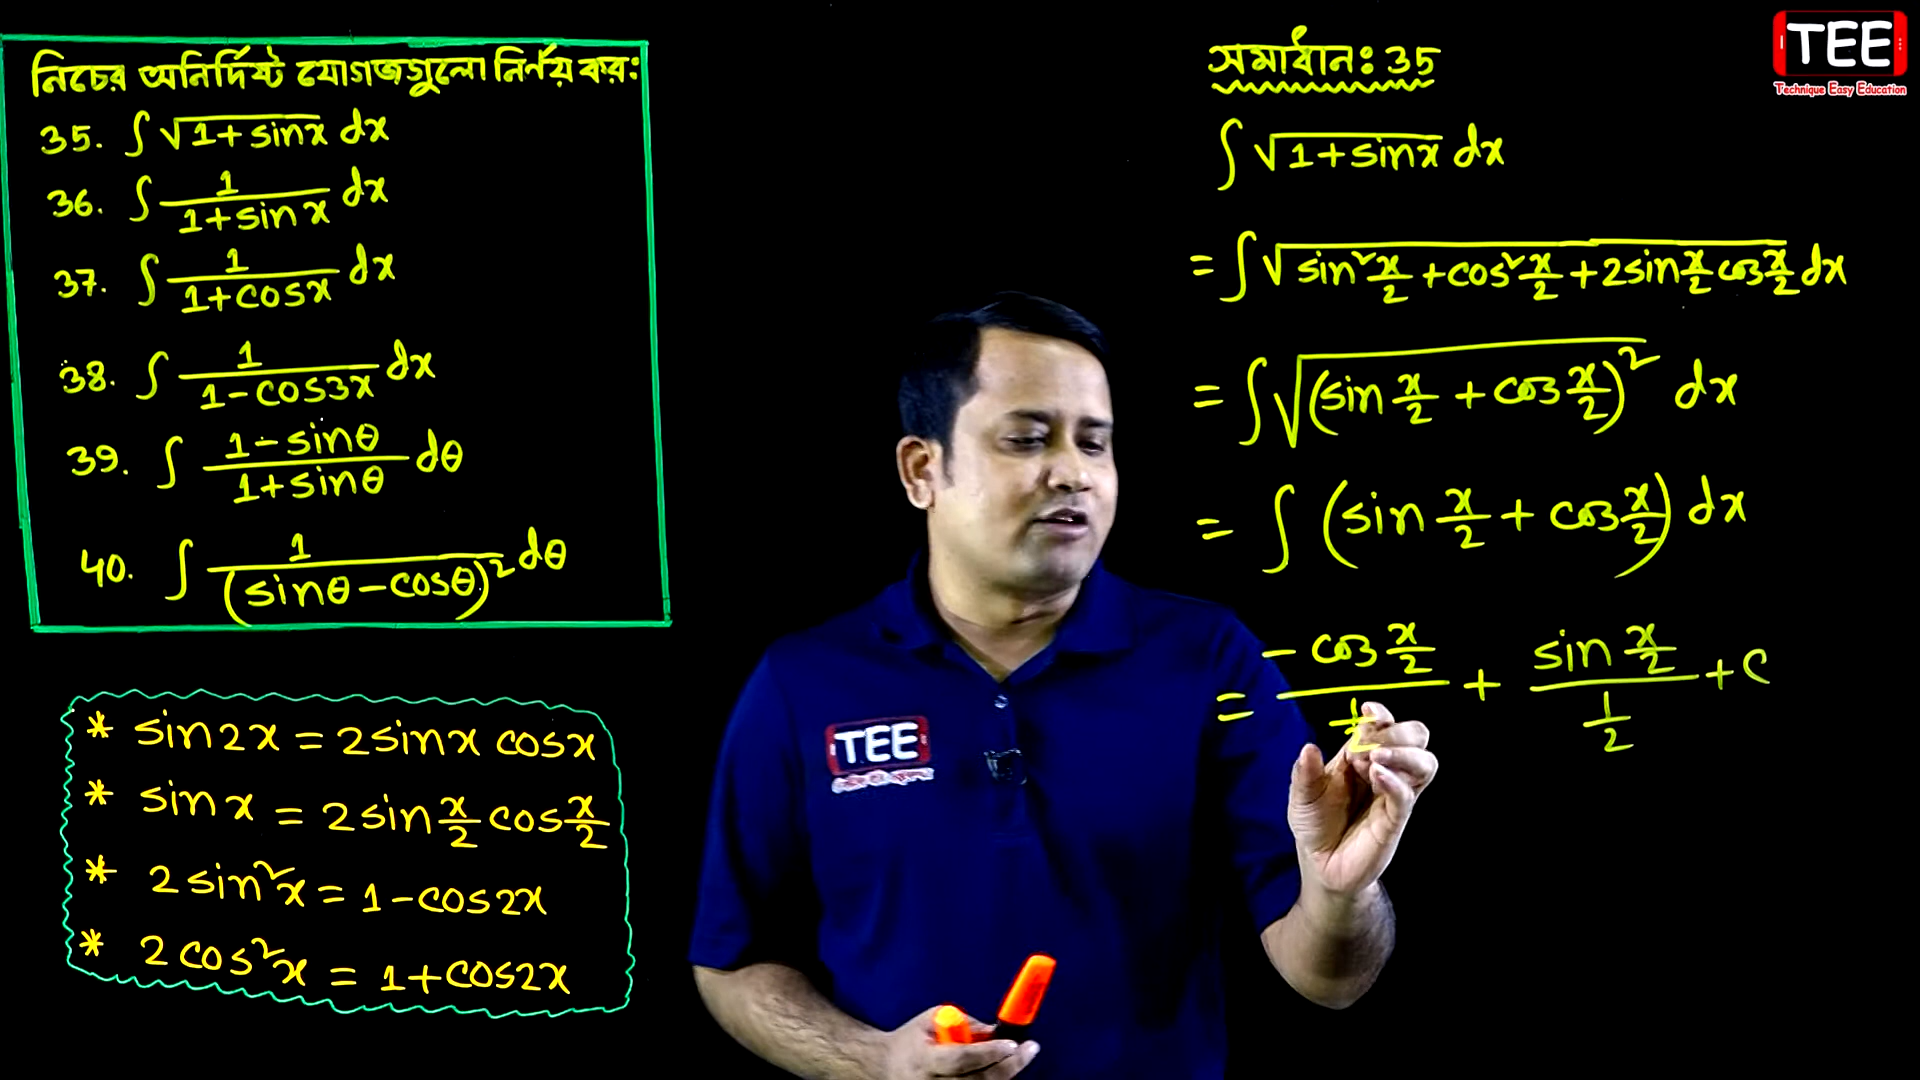 নিচের অনির্দিষ্ট যোগজগুলো নির্ণয় কর:
35. ∫ √(1+sinx) dx
36. ∫ 1/(1+sinx) dx
37. ∫ 1/(1+cosx) dx
38. ∫ 1/(1-cos3x) dx
39. ∫ (1-sinθ)/(1+sinθ) dθ
40. ∫ 1/(sinθ-cosθ)² dθ
* sin2x = 2sinx cosx
* sinx = 2sin x/2 cos x/2
* 2sin²x = 1-cos2x
* 2cos²x = 1+cos2x
সমাধান: 35
∫ √(1+sinx) dx
= ∫ √(sin² x/2 + cos² x/2 + 2sin x/2 cos x/2) dx
= ∫ √((sin x/2 + cos x/2)²) dx
= ∫ (sin x/2 + cos x/2) dx
= (-cos x/2)/(1/2) + (sin x/2)/(1/2) + c
TEE
Technique Easy Education
TEE